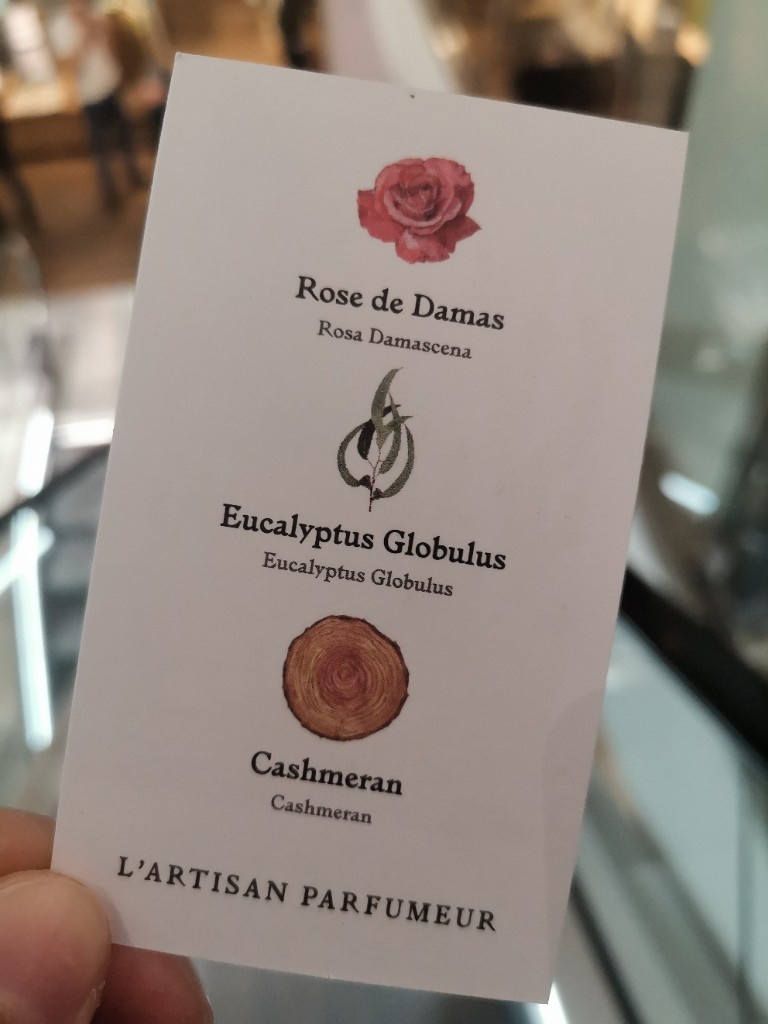 Rose de Damas
Rosa Damascena
Eucalyptus Globulus
Eucalyptus Globulus
Cashmeran
Cashmeran
L'ARTISAN PARFUMEUR